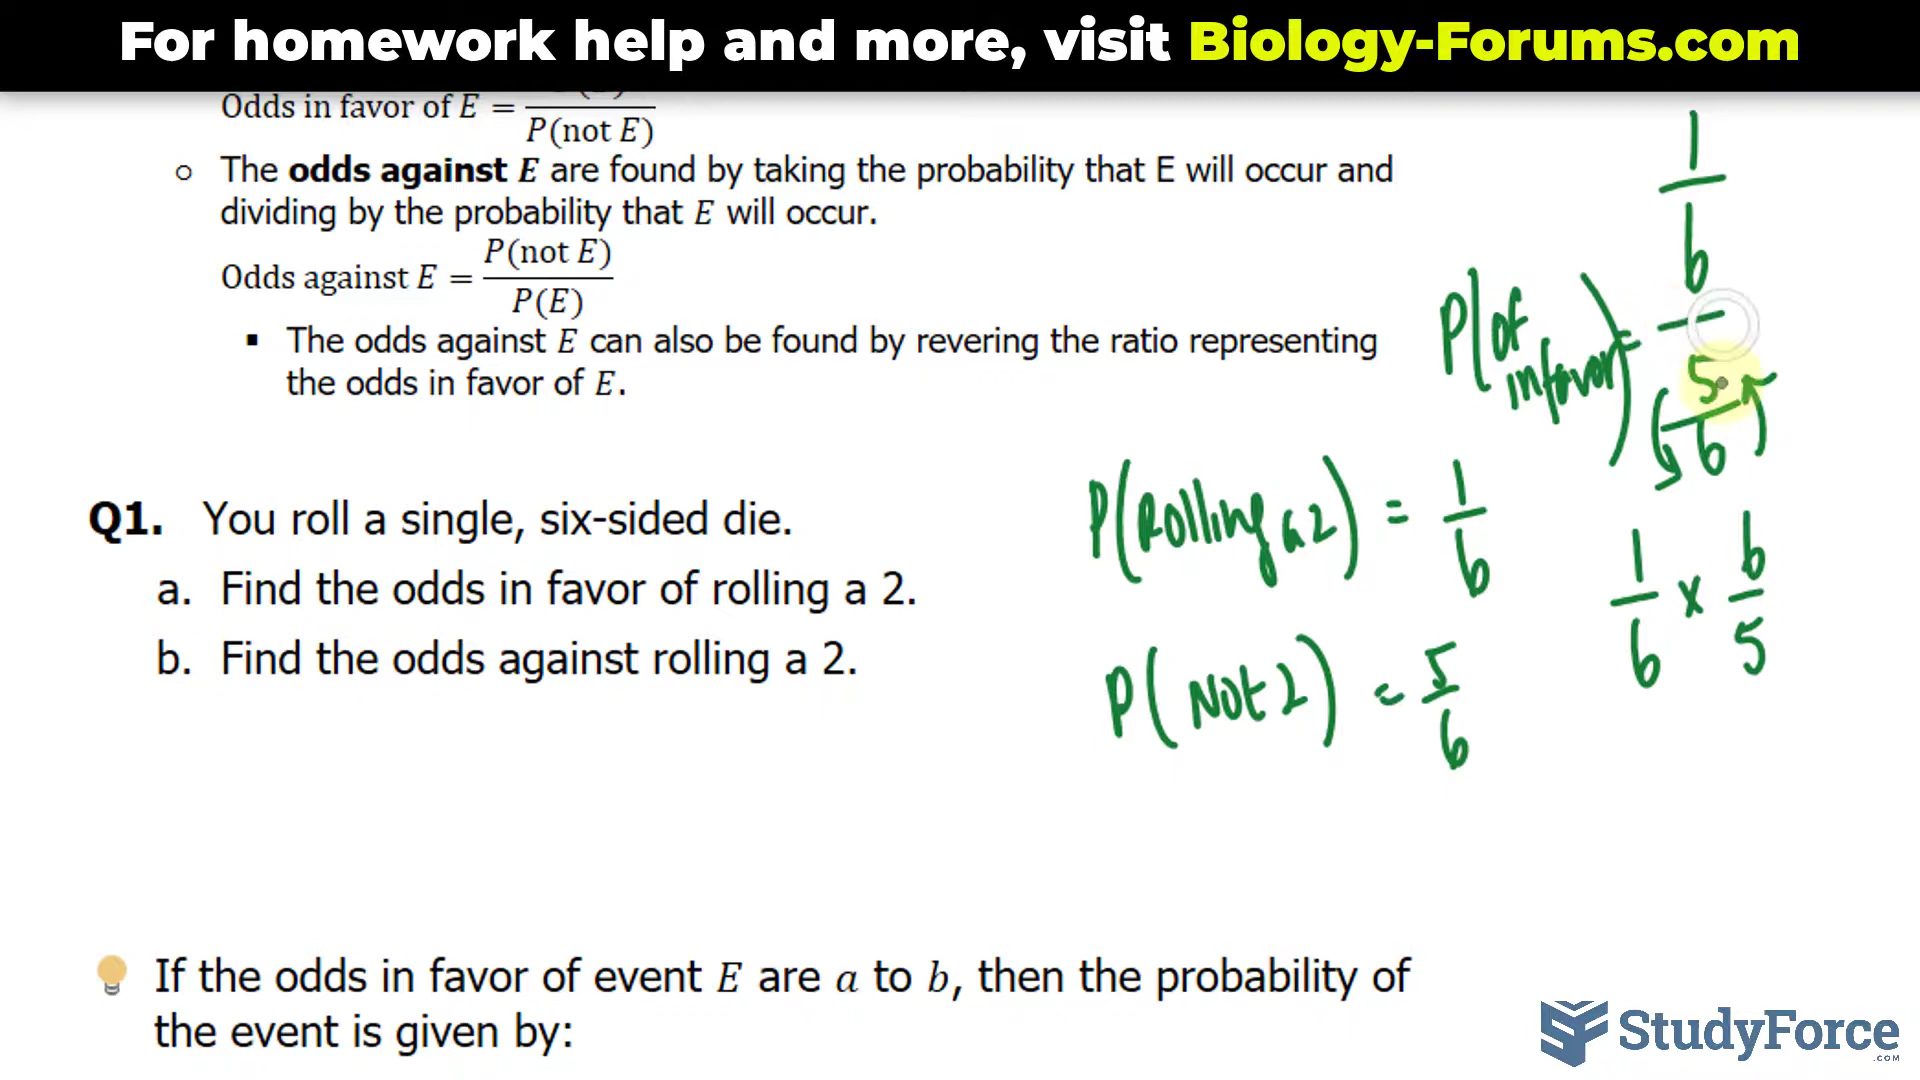 For homework help and more, visit Biology-Forums.com
Odds in favor of E = P(not E)
○ The odds against E are found by taking the probability that E will occur and
dividing by the probability that E will occur.
Odds against E = P(not E) / P(E)
▪ The odds against E can also be found by revering the ratio representing
the odds in favor of E.
P(of infavor) = 1/6 / (5/6)
Q1. You roll a single, six-sided die.
a. Find the odds in favor of rolling a 2.
b. Find the odds against rolling a 2.
P(Rolling a 2) = 1/6
1/6 x 6/5
P(Not 2) = 5/6
If the odds in favor of event E are a to b, then the probability of
the event is given by:
StudyForce
.COM